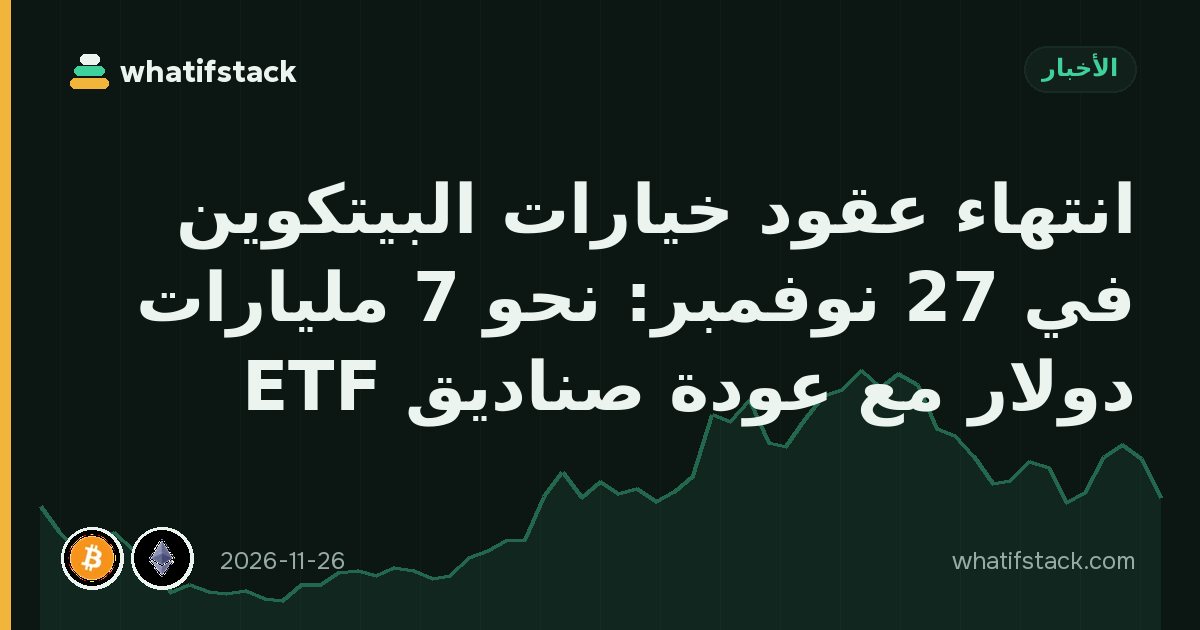 whatifstack
الأخبار
انتهاء عقود خيارات البيتكوين
في 27 نوفمبر: نحو 7 مليارات
دولار مع عودة صناديق ETF
2026-11-26
whatifstack.com